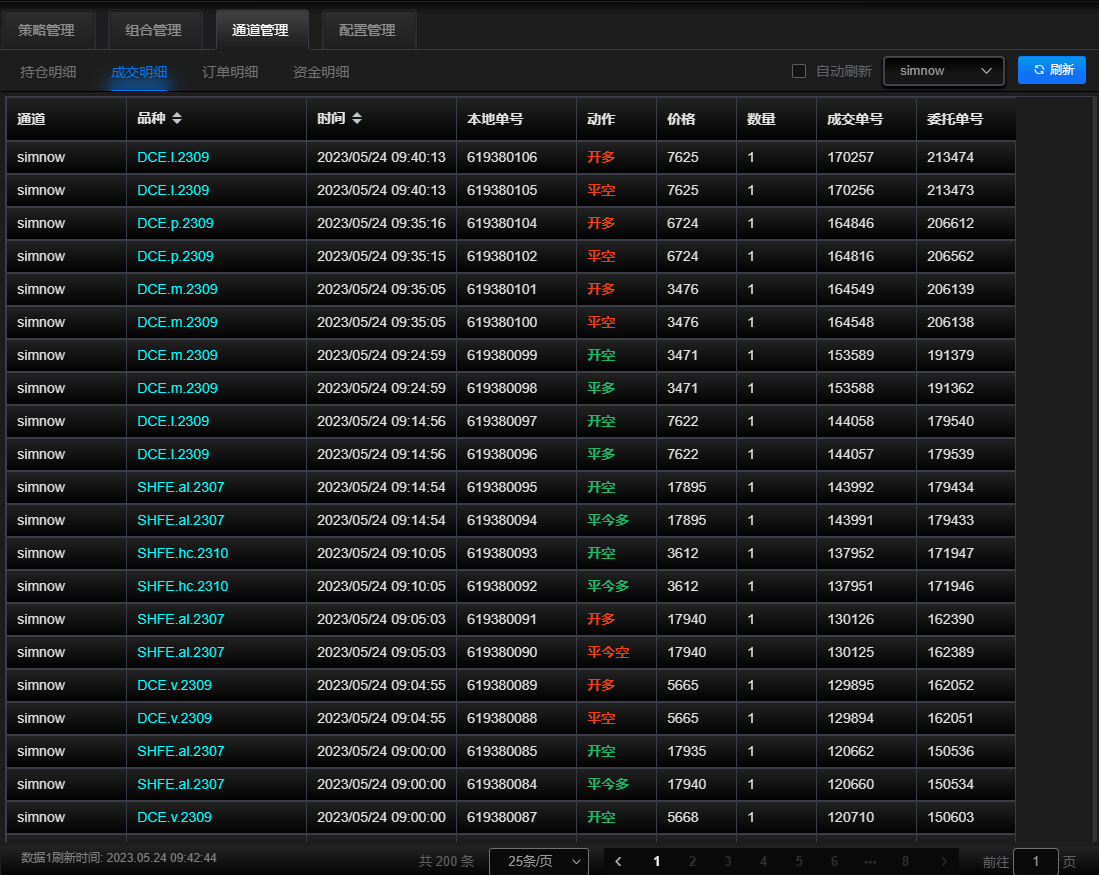 策略管理 组合管理 通道管理 配置管理
持仓明细 成交明细 订单明细 资金明细 自动刷新 simnow 刷新
通道 品种 时间 本地单号 动作 价格 数量 成交单号 委托单号
simnow DCE.l.2309 2023/05/24 09:40:13 619380106 开多 7625 1 170257 213474
simnow DCE.l.2309 2023/05/24 09:40:13 619380105 平空 7625 1 170256 213473
simnow DCE.p.2309 2023/05/24 09:35:16 619380104 开多 6724 1 164846 206612
simnow DCE.p.2309 2023/05/24 09:35:15 619380102 平空 6724 1 164816 206562
simnow DCE.m.2309 2023/05/24 09:35:05 619380101 开多 3476 1 164549 206139
simnow DCE.m.2309 2023/05/24 09:35:05 619380100 平空 3476 1 164548 206138
simnow DCE.m.2309 2023/05/24 09:24:59 619380099 开空 3471 1 153589 191379
simnow DCE.m.2309 2023/05/24 09:24:59 619380098 平多 3471 1 153588 191362
simnow DCE.l.2309 2023/05/24 09:14:56 619380097 开空 7622 1 144058 179540
simnow DCE.l.2309 2023/05/24 09:14:56 619380096 平多 7622 1 144057 179539
simnow SHFE.al.2307 2023/05/24 09:14:54 619380095 开空 17895 1 143992 179434
simnow SHFE.al.2307 2023/05/24 09:14:54 619380094 平今多 17895 1 143991 179433
simnow SHFE.hc.2310 2023/05/24 09:10:05 619380093 开空 3612 1 137952 171947
simnow SHFE.hc.2310 2023/05/24 09:10:05 619380092 平今多 3612 1 137951 171946
simnow SHFE.al.2307 2023/05/24 09:05:03 619380091 开多 17940 1 130126 162390
simnow SHFE.al.2307 2023/05/24 09:05:03 619380090 平今空 17940 1 130125 162389
simnow DCE.v.2309 2023/05/24 09:04:55 619380089 开多 5665 1 129895 162052
simnow DCE.v.2309 2023/05/24 09:04:55 619380088 平空 5665 1 129894 162051
simnow SHFE.al.2307 2023/05/24 09:00:00 619380085 开空 17935 1 120662 150536
simnow SHFE.al.2307 2023/05/24 09:00:00 619380084 平今多 17940 1 120660 150534
simnow DCE.v.2309 2023/05/24 09:00:00 619380087 开空 5668 1 120710 150603
数据1刷新时间: 2023.05.24 09:42:44 共 200 条 25条/页 1 2 3 4 5 6 ••• 8 前往 1 页